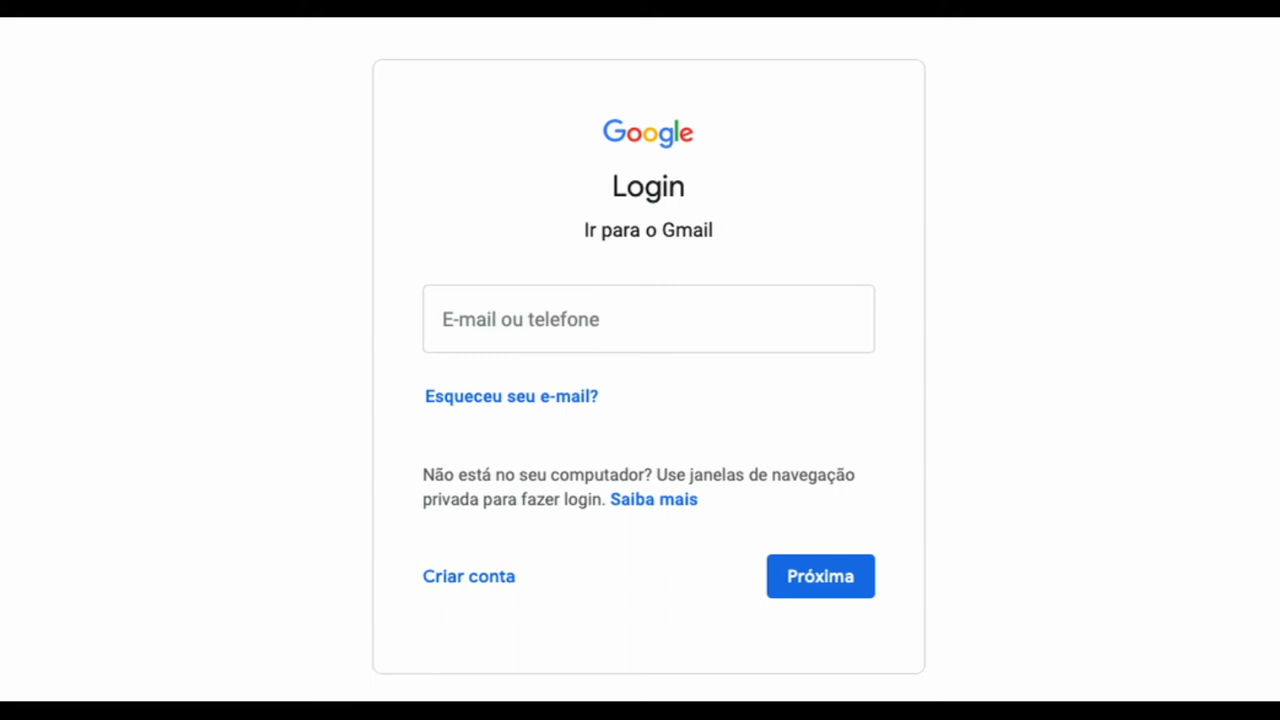 Google
Login
Ir para o Gmail
E-mail ou telefone
Esqueceu seu e-mail?
Não está no seu computador? Use janelas de navegação
privada para fazer login. Saiba mais
Criar conta
Próxima